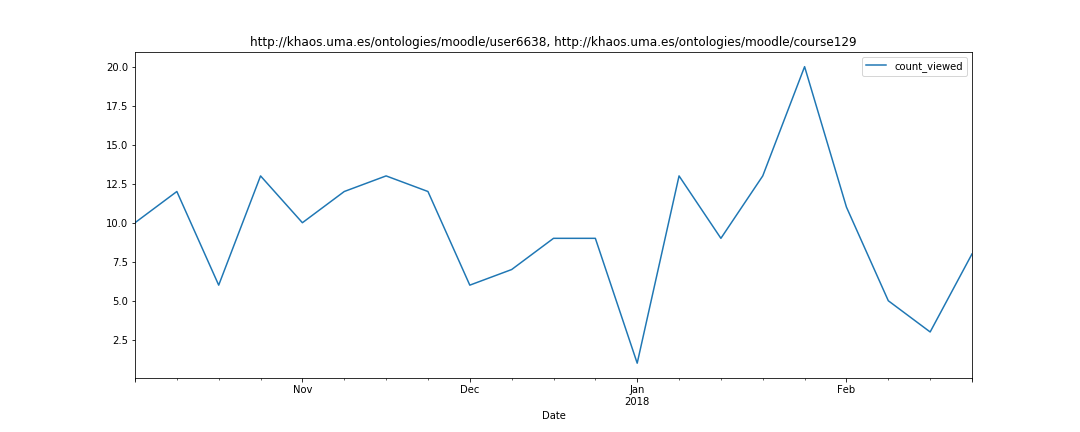 http://khaos.uma.es/ontologies/moodle/user6638, http://khaos.uma.es/ontologies/moodle/course129
count_viewed
20.0
17.5
15.0
12.5
10.0
7.5
5.0
2.5
Nov Dec Jan Feb
2018
Date